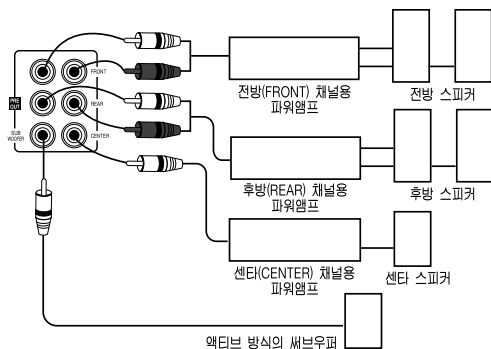 FRONT
PRE
OUT
REAR
SUB
WOOFER
CENTER
전방(FRONT) 채널용
파워앰프
전방 스피커
후방(REAR) 채널용
파워앰프
후방 스피커
센타(CENTER) 채널용
파워앰프
센타 스피커
액티브 방식의 써브우퍼